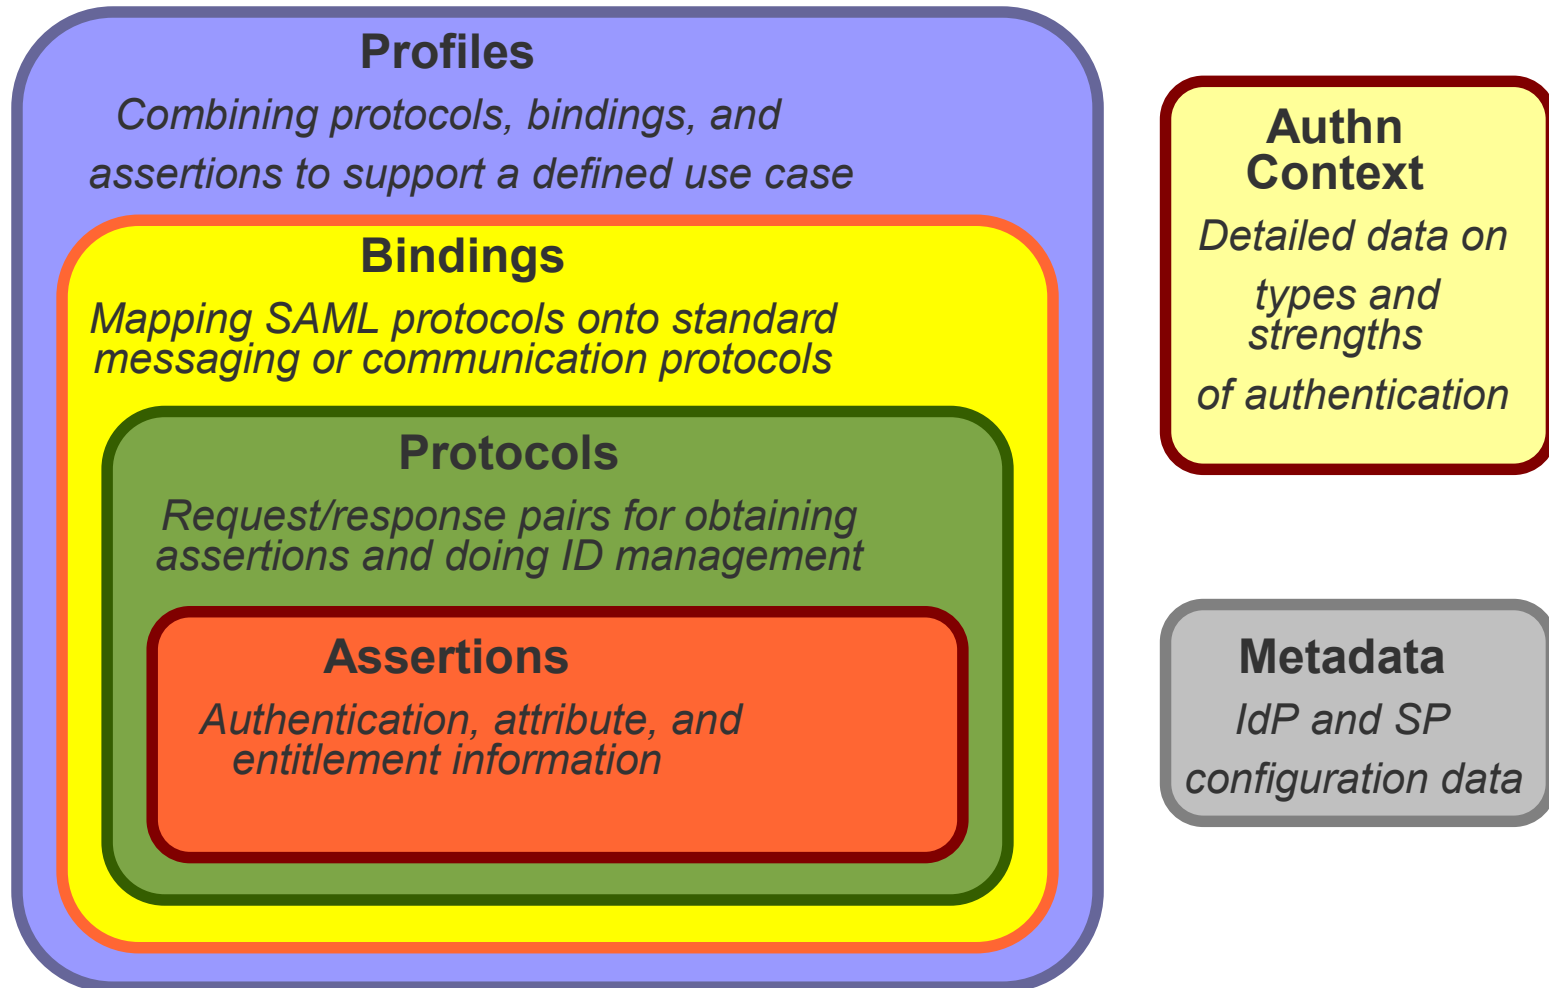 Profiles
Combining protocols, bindings, and
assertions to support a defined use case
Bindings
Mapping SAML protocols onto standard
messaging or communication protocols
Protocols
Request/response pairs for obtaining
assertions and doing ID management
Assertions
Authentication, attribute, and
entitlement information
Authn
Context
Detailed data on
types and
strengths
of authentication
Metadata
IdP and SP
configuration data